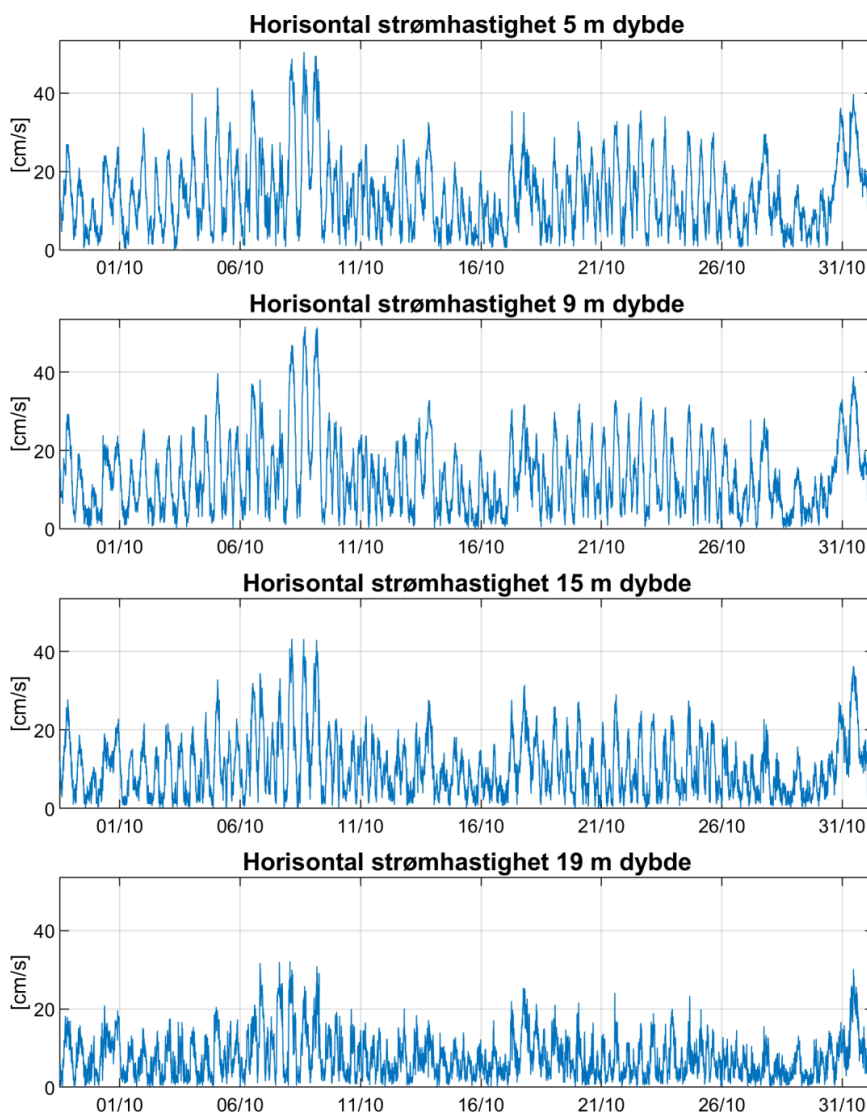 Horisontal strømhastighet 5 m dybde
[cm/s]
40
20
0
01/10 06/10 11/10 16/10 21/10 26/10 31/10
Horisontal strømhastighet 9 m dybde
[cm/s]
40
20
0
01/10 06/10 11/10 16/10 21/10 26/10 31/10
Horisontal strømhastighet 15 m dybde
[cm/s]
40
20
0
01/10 06/10 11/10 16/10 21/10 26/10 31/10
Horisontal strømhastighet 19 m dybde
[cm/s]
40
20
0
01/10 06/10 11/10 16/10 21/10 26/10 31/10